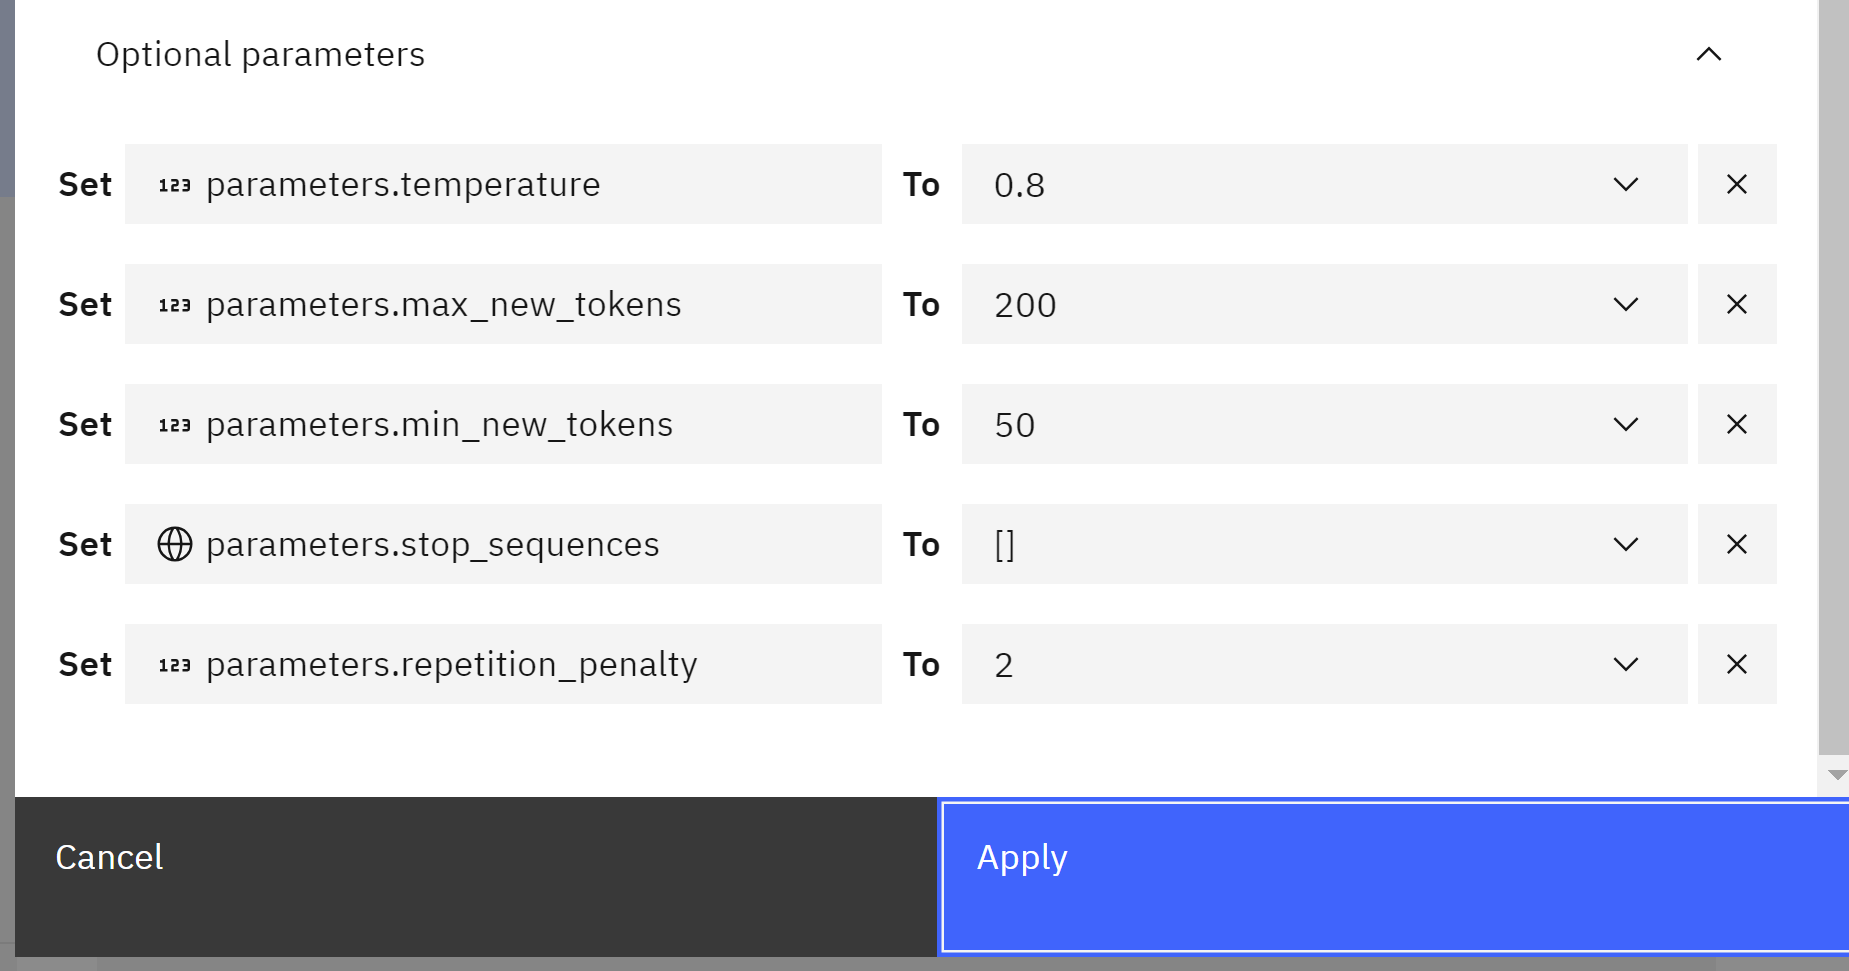 Optional parameters
Set 123 parameters.temperature To 0.8
Set 123 parameters.max_new_tokens To 200
Set 123 parameters.min_new_tokens To 50
Set parameters.stop_sequences To []
Set 123 parameters.repetition_penalty To 2
Cancel Apply